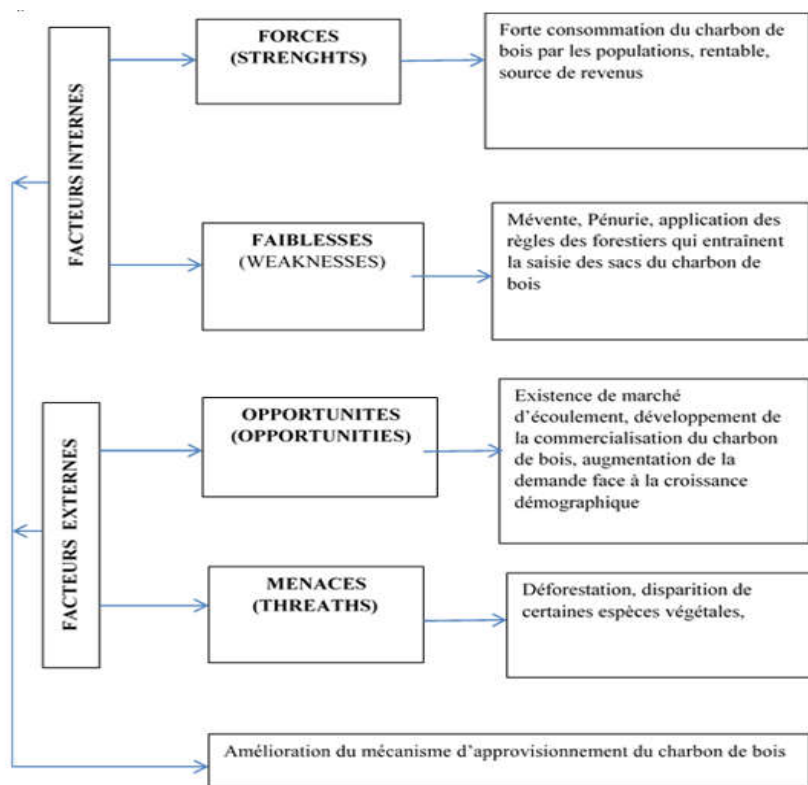 FACTEURS INTERNES
FORCES
(STRENGHTS)
Forte consommation du charbon de
bois par les populations, rentable,
source de revenus
FAIBLESSES
(WEAKNESSES)
Mévente, Pénurie, application des
règles des forestiers qui entraînent
la saisie des sacs du charbon de
bois
FACTEURS EXTERNES
OPPORTUNITES
(OPPORTUNITIES)
Existence de marché
d'écoulement, développement de
la commercialisation du charbon
de bois, augmentation de la
demande face à la croissance
démographique
MENACES
(THREATHS)
Déforestation, disparition de
certaines espèces végétales,
Amélioration du mécanisme d'approvisionnement du charbon de bois